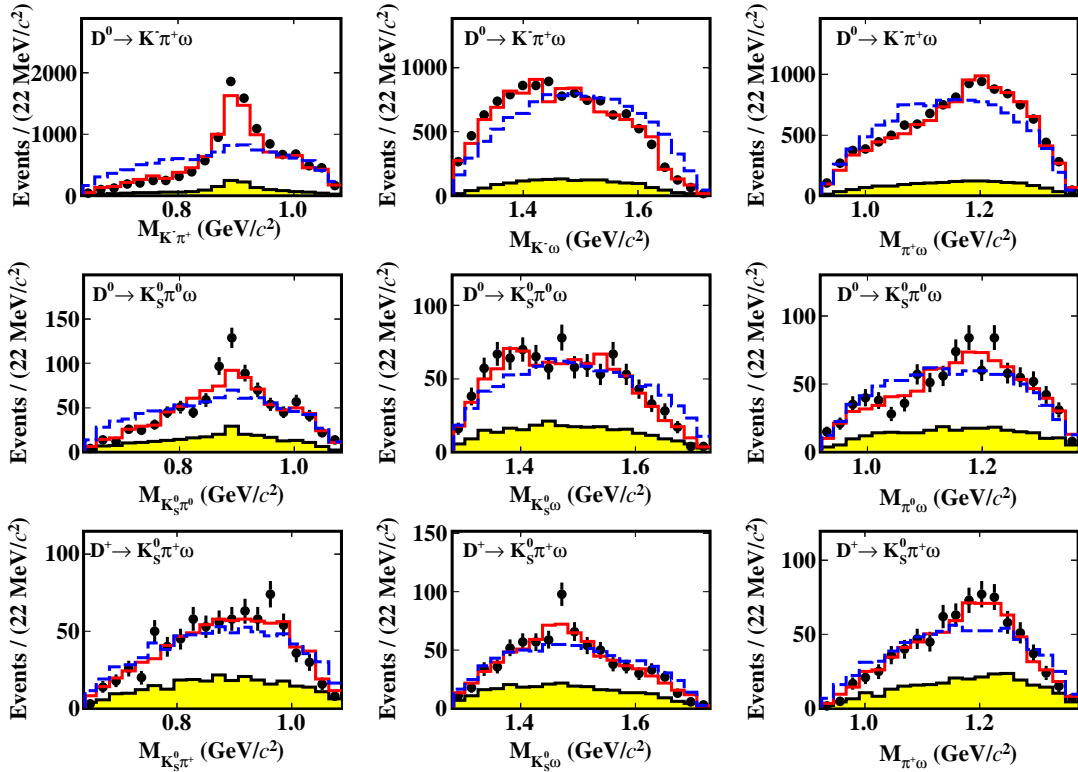 D⁰→ K⁻π⁺ω
Events / (22 MeV/c²)
2000
1000
0
0.8
1.0
M_{K⁻π⁺} (GeV/c²)
D⁰→ K⁻π⁺ω
Events / (22 MeV/c²)
1000
500
0
1.4
1.6
M_{K⁻ω} (GeV/c²)
D⁰→ K⁻π⁺ω
Events / (22 MeV/c²)
1000
500
0
1.0
1.2
M_{π⁺ω} (GeV/c²)
D⁰→ K_S⁰π⁰ω
Events / (22 MeV/c²)
150
100
50
0
0.8
1.0
M_{K_S⁰π⁰} (GeV/c²)
D⁰→ K_S⁰π⁰ω
Events / (22 MeV/c²)
100
50
0
1.4
1.6
M_{K_S⁰ω} (GeV/c²)
D⁰→ K_S⁰π⁰ω
Events / (22 MeV/c²)
100
50
0
1.0
1.2
M_{π⁰ω} (GeV/c²)
D⁺→ K_S⁰π⁺ω
Events / (22 MeV/c²)
100
50
0
0.8
1.0
M_{K_S⁰π⁺} (GeV/c²)
D⁺→ K_S⁰π⁺ω
Events / (22 MeV/c²)
150
100
50
0
1.4
1.6
M_{K_S⁰ω} (GeV/c²)
D⁺→ K_S⁰π⁺ω
Events / (22 MeV/c²)
100
50
0
1.0
1.2
M_{π⁺ω} (GeV/c²)